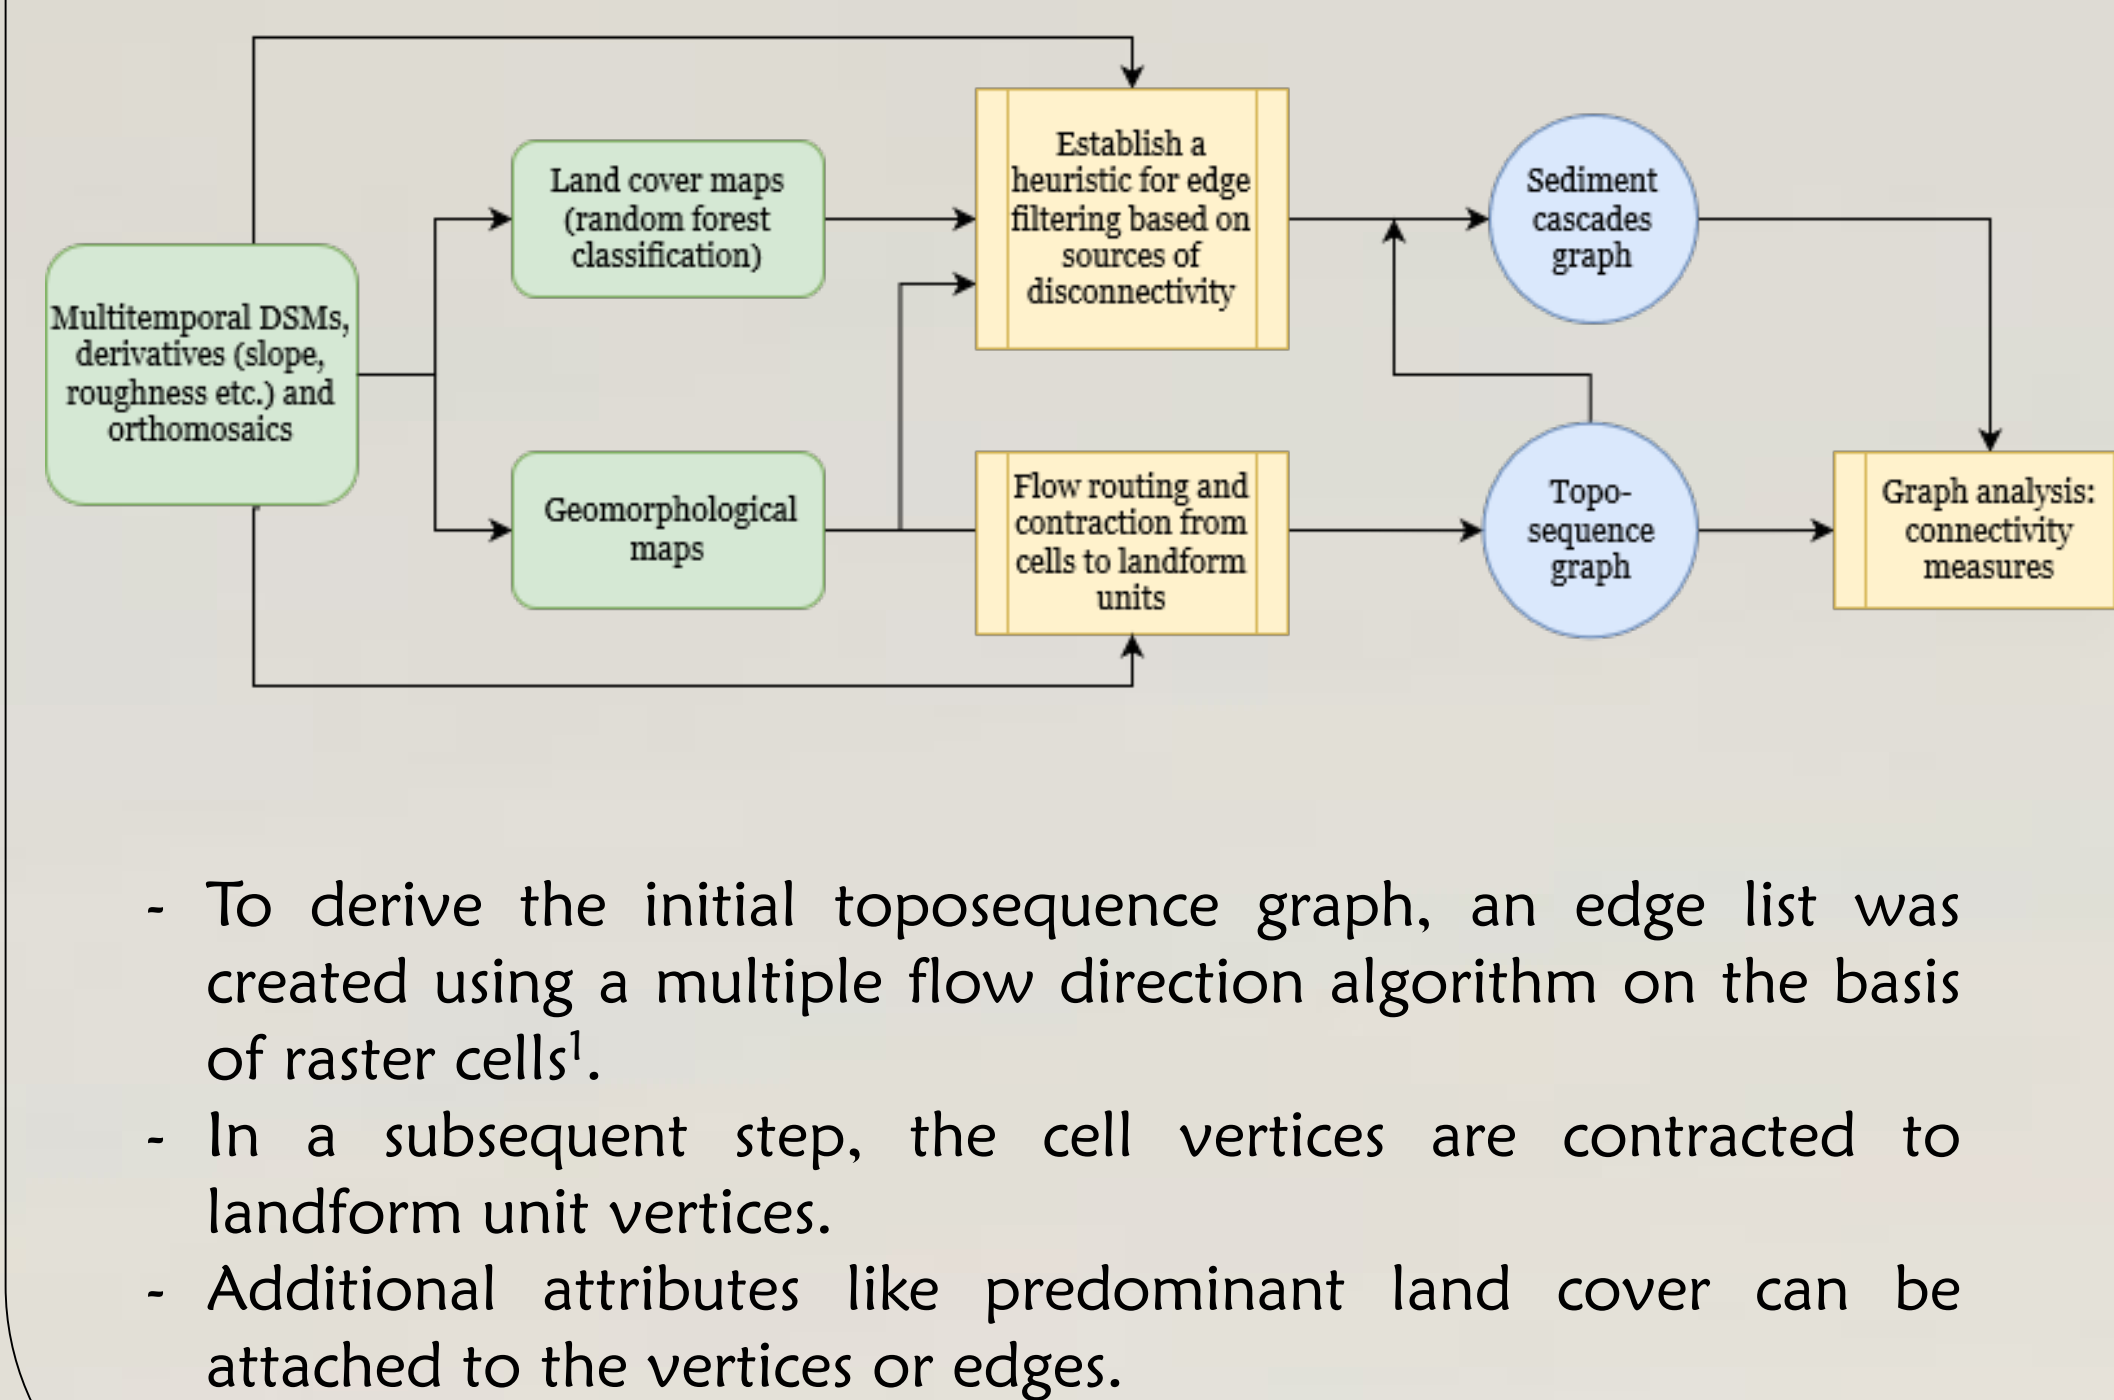 Multitemporal DSMs,
derivatives (slope,
roughness etc.) and
orthomosaics
Land cover maps
(random forest
classification)
Geomorphological
maps
Establish a
heuristic for edge
filtering based on
sources of
disconnectivity
Flow routing and
contraction from
cells to landform
units
Sediment
cascades
graph
Topo-
sequence
graph
Graph analysis:
connectivity
measures
- To derive the initial toposequence graph, an edge list was
created using a multiple flow direction algorithm on the basis
of raster cells¹.
- In a subsequent step, the cell vertices are contracted to
landform unit vertices.
- Additional attributes like predominant land cover can be
attached to the vertices or edges.